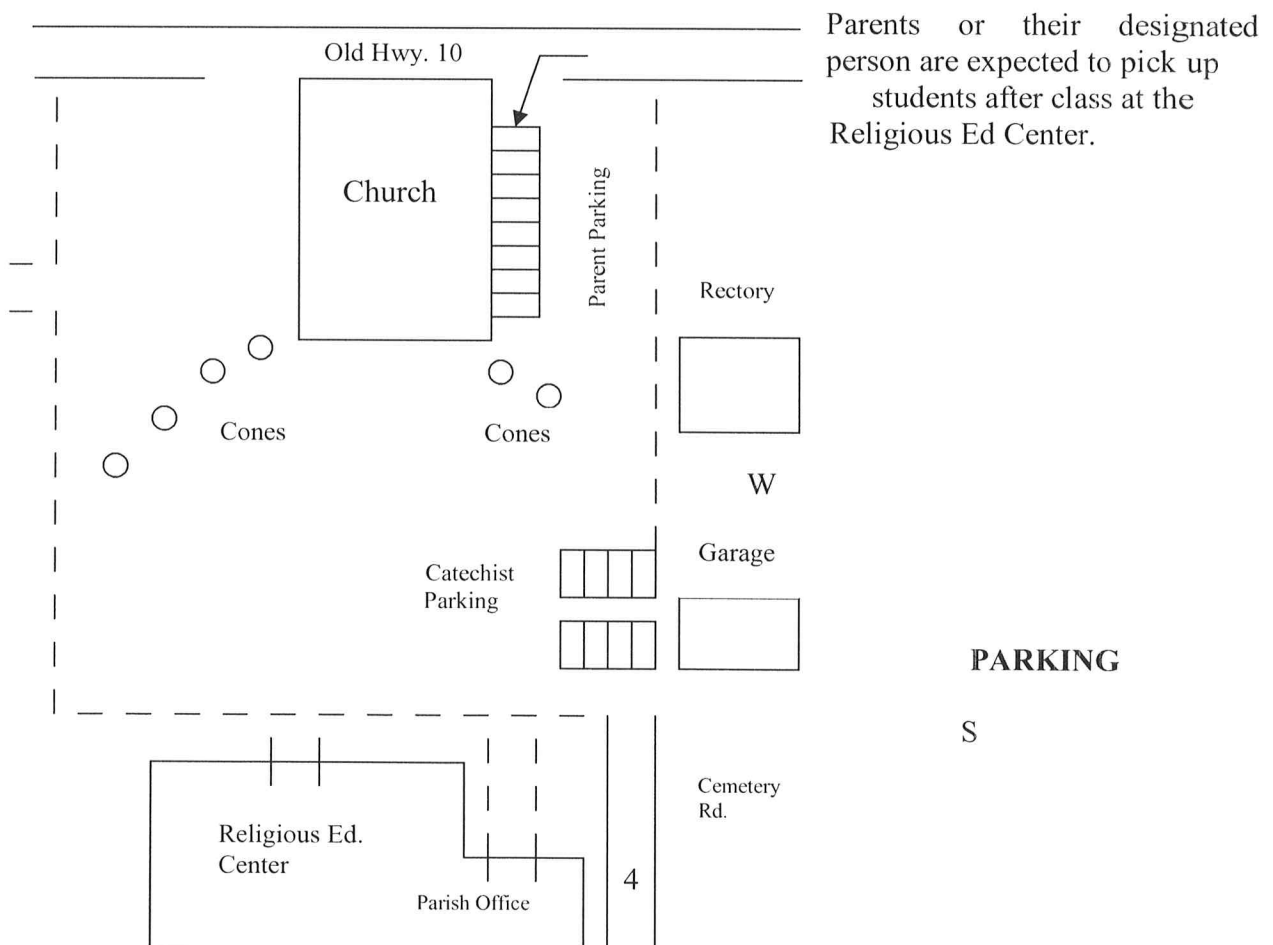 Parents or their designated
person are expected to pick up
students after class at the
Religious Ed Center.
Old Hwy. 10
Church
Parent Parking
Rectory
Cones
Cones
W
Garage
Catechist
Parking
PARKING
S
Cemetery
Rd.
Religious Ed.
Center
4
Parish Office